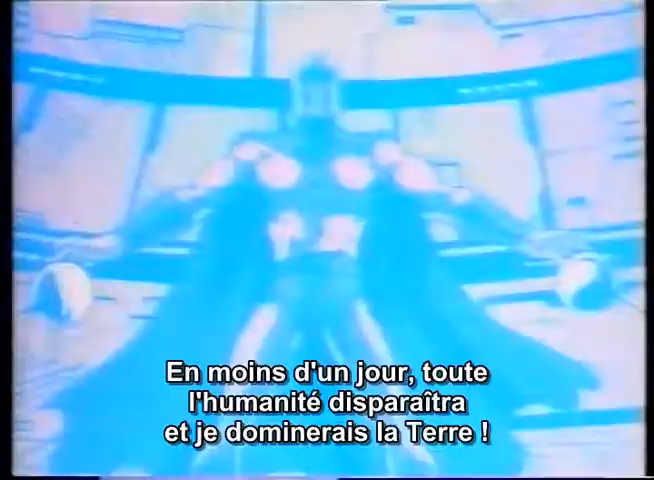 En moins d'un jour, toute
l'humanité disparaîtra
et je dominerais la Terre !